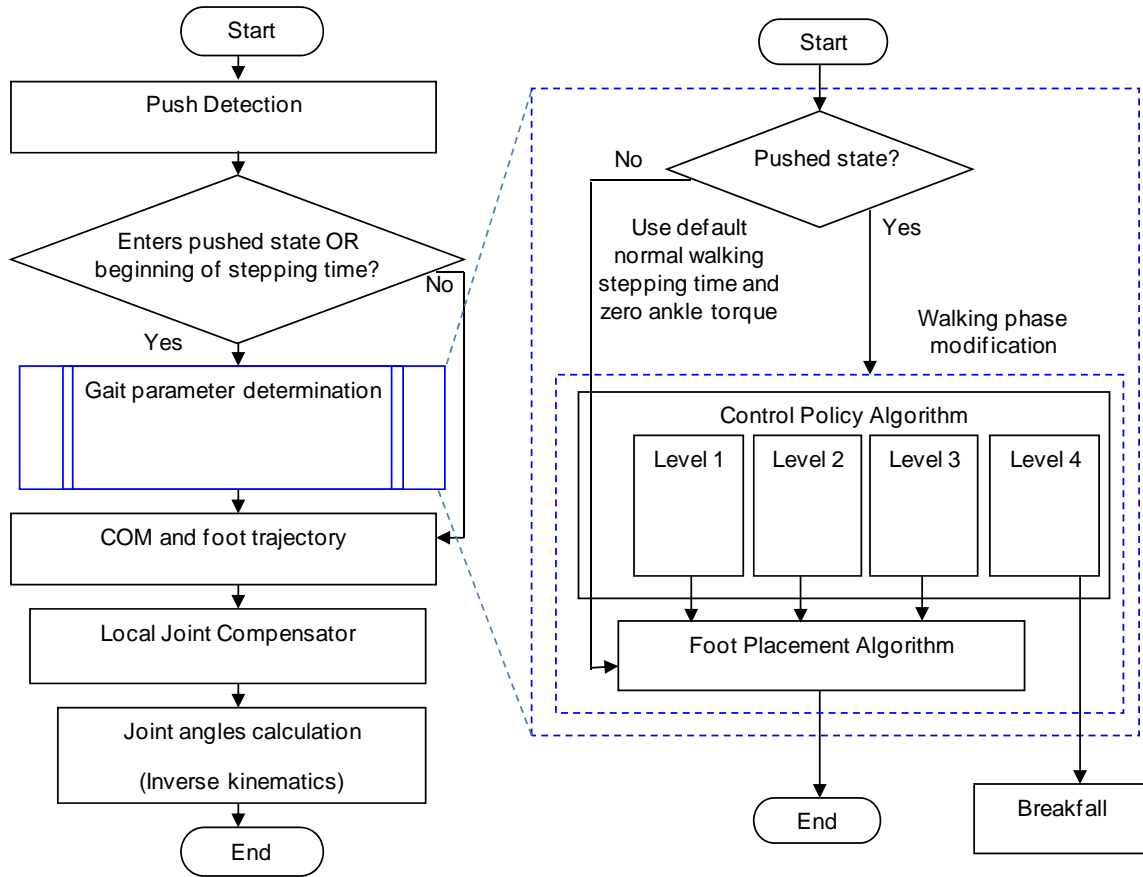 Start
Push Detection
Enters pushed state OR
beginning of stepping time?
No
Yes
Gait parameter determination
COM and foot trajectory
Local Joint Compensator
Joint angles calculation
(Inverse kinematics)
End
Start
Pushed state?
No
Yes
Use default
normal walking
stepping time and
zero ankle torque
Walking phase
modification
Control Policy Algorithm
Level 1
Level 2
Level 3
Level 4
Foot Placement Algorithm
End
Breakfall